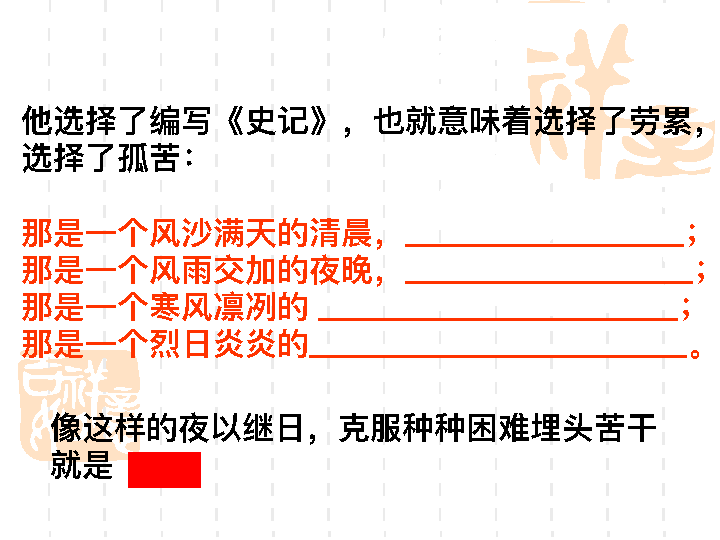 他选择了编写《史记》，也就意味着选择了劳累，
选择了孤苦：
那是一个风沙满天的清晨，____________________；
那是一个风雨交加的夜晚，____________________；
那是一个寒风凛冽的 ____________________；
那是一个烈日炎炎的____________________。
像这样的夜以继日，克服种种困难埋头苦干
就是